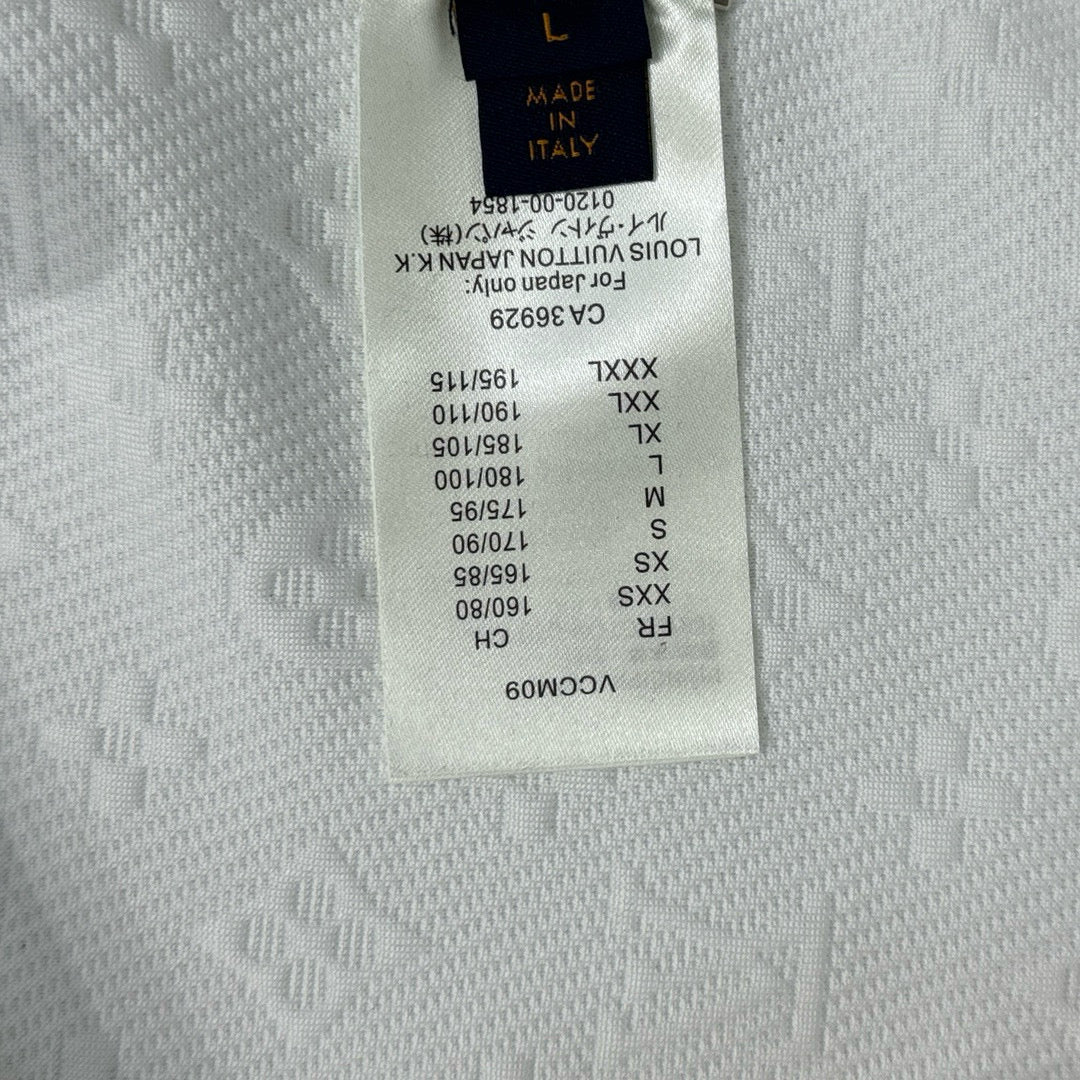 L
MADE
IN
ITALY
VCCM09
FR CH
XXS 160/80
XS 165/85
S 170/90
M 175/95
L 180/100
XL 185/105
XXL 190/110
XXXL 195/115
CA 36929
For Japan only:
LOUIS VUITTON JAPAN K.K
ルイ・ヴィトン ジャパン(株)
0120-00-1854